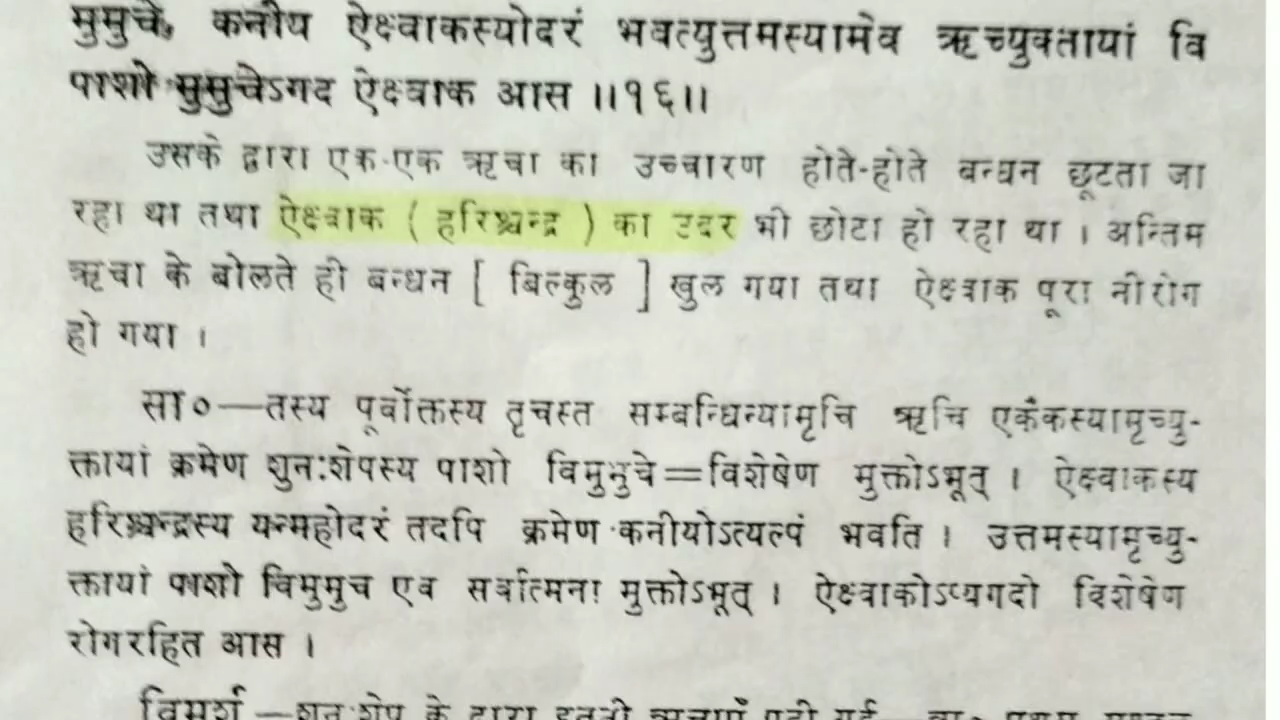 मुमुचे, कनीय ऐक्ष्वाकस्योदरं भवत्युत्तमस्यामेव ऋच्युक्तायां वि
पाशो मुमुचेऽगद ऐक्ष्वाक आस ॥१६॥
उसके द्वारा एक-एक ऋचा का उच्चारण होते-होते बन्धन छूटता जा
रहा था तथा ऐक्ष्वाक ( हरिश्चन्द्र ) का उदर भी छोटा हो रहा था । अन्तिम
ऋचा के बोलते ही बन्धन [ बिल्कुल ] खुल गया तथा ऐक्ष्वाक पूरा नीरोग
हो गया ।
सा०—तस्य पूर्वोक्तस्य तृचस्त सम्बन्धिन्यामृचि ऋचि एकैकस्यामृच्यु-
क्तायां क्रमेण शुनःशेपस्य पाशो विमुमुचे=विशेषेण मुक्तोऽभूत् । ऐक्ष्वाकस्य
हरिश्चन्द्रस्य यन्महोदरं तदपि क्रमेण कनीयोऽत्यल्पं भवति । उत्तमस्यामृच्यु-
क्तायां पाशो विमुमुच एव सर्वात्मना मुक्तोऽभूत् । ऐक्ष्वाकोऽप्यगदो विशेषेण
रोगरहित आस ।
विमर्श—शुनःशेप के द्वारा इतनी ऋचाएँ पढ़ी गईं—